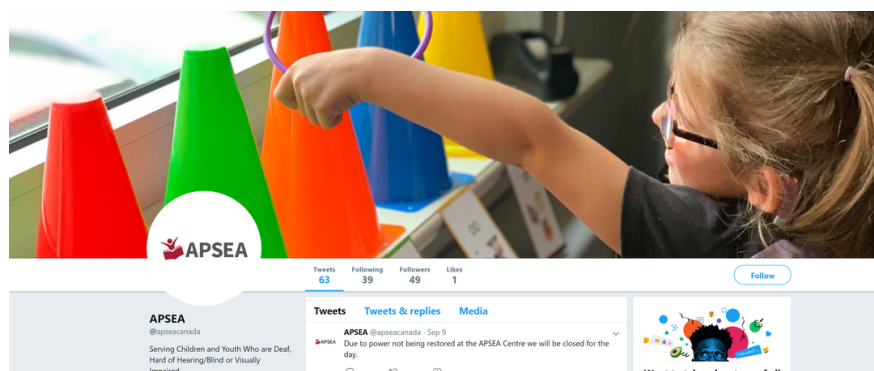 APSEA
Tweets Following Followers Likes
63 39 49 1
Follow
APSEA
@apseacanada
Serving Children and Youth Who are Deaf,
Hard of Hearing/Blind or Visually
Impaired
Tweets Tweets & replies Media
APSEA @apseacanada · Sep 9
APSEA
Due to power not being restored at the APSEA Centre we will be closed for the
day.